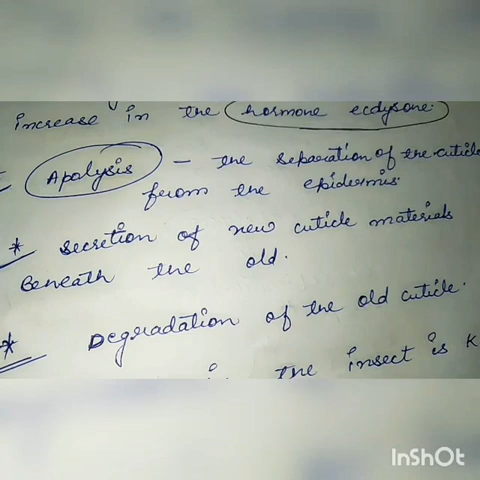 increase in the hormone ecdysone.
Apolysis – the separation of the cuticle
from the epidermis.
* secretion of new cuticle materials
Beneath the old.
* Degradation of the old cuticle.
the insect is K
InShOt